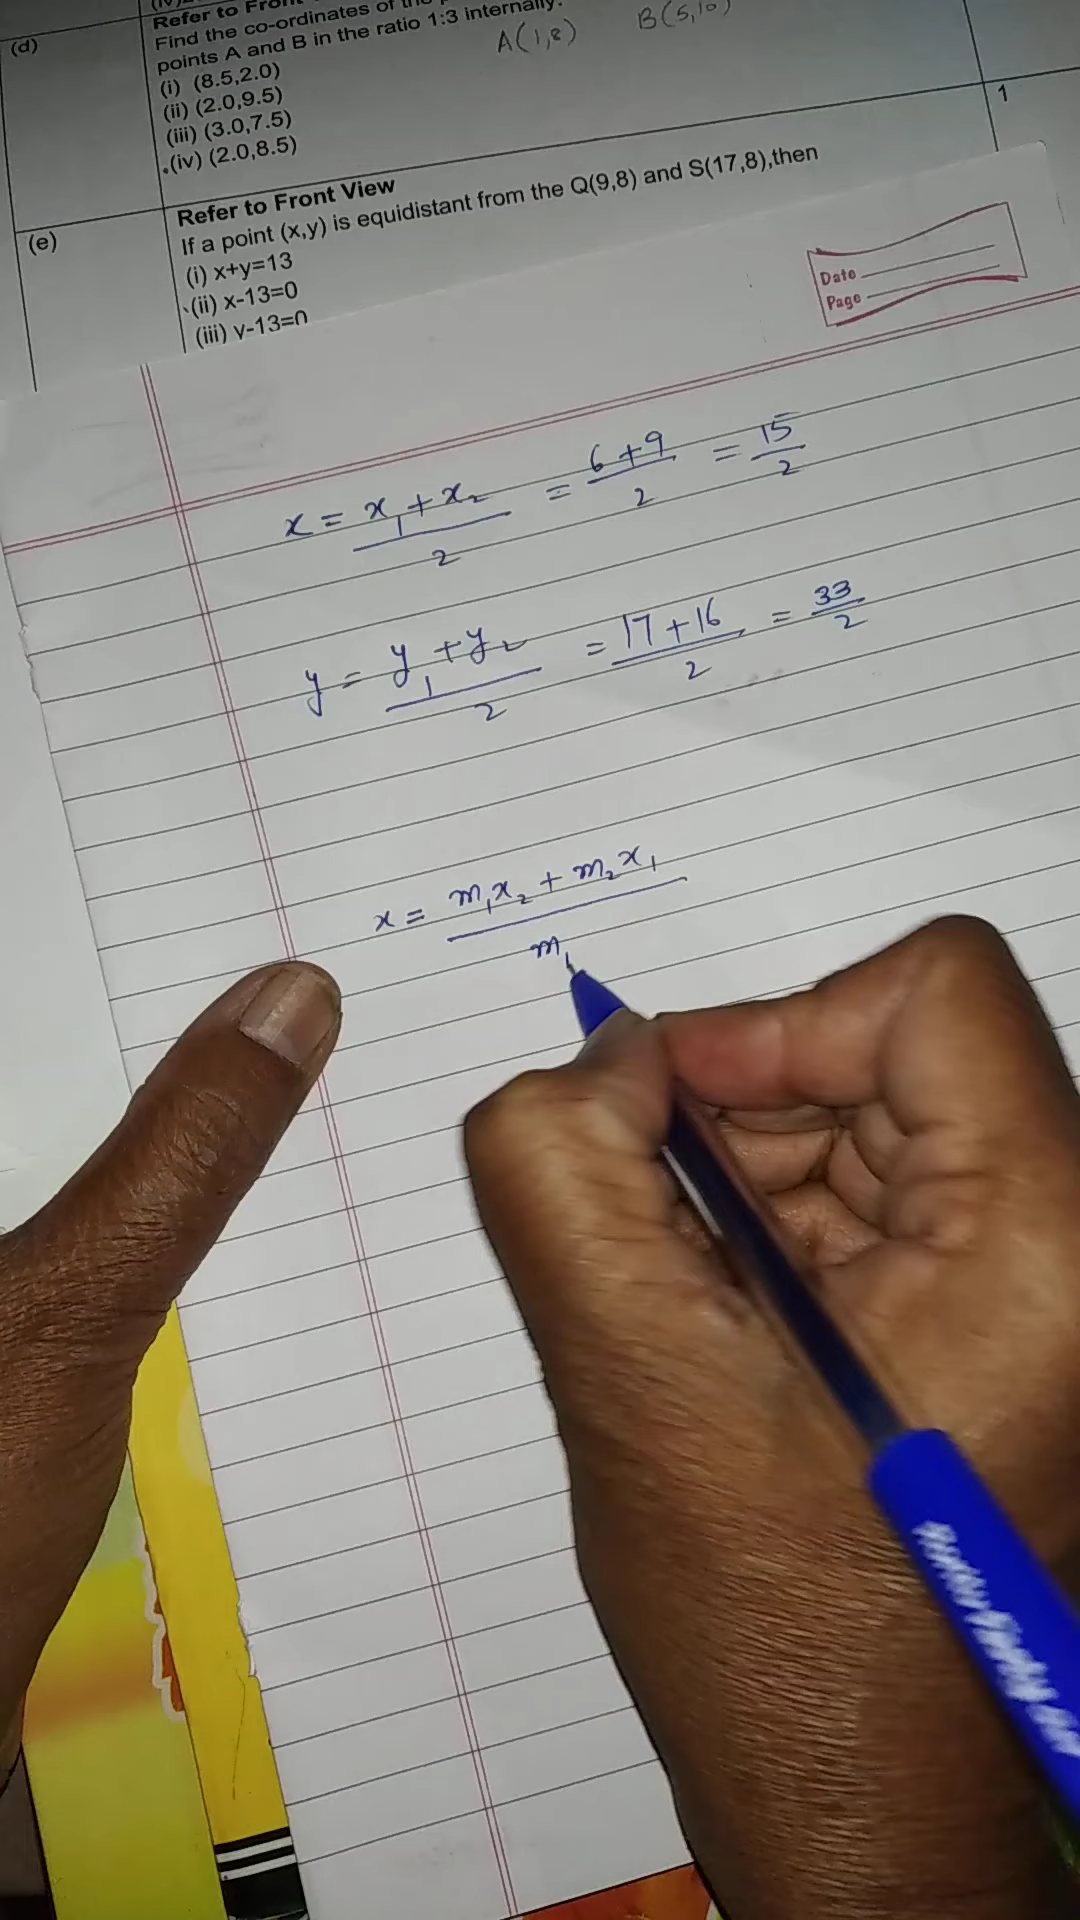 (d)
Refer to Front
Find the co-ordinates of the
points A and B in the ratio 1:3 internally.
A(1,8) B(5,10)
(i) (8.5,2.0)
(ii) (2.0,9.5)
(iii) (3.0,7.5)
(iv) (2.0,8.5)
1
(e)
Refer to Front View
If a point (x,y) is equidistant from the Q(9,8) and S(17,8),then
(i) x+y=13
(ii) x-13=0
(iii) y-13=0
Date
Page
x = x₁ + x₂ / 2 = 6+9 / 2 = 15 / 2
y = y₁ + y₂ / 2 = 17+16 / 2 = 33 / 2
x = m₁x₂ + m₂x₁ / m₁